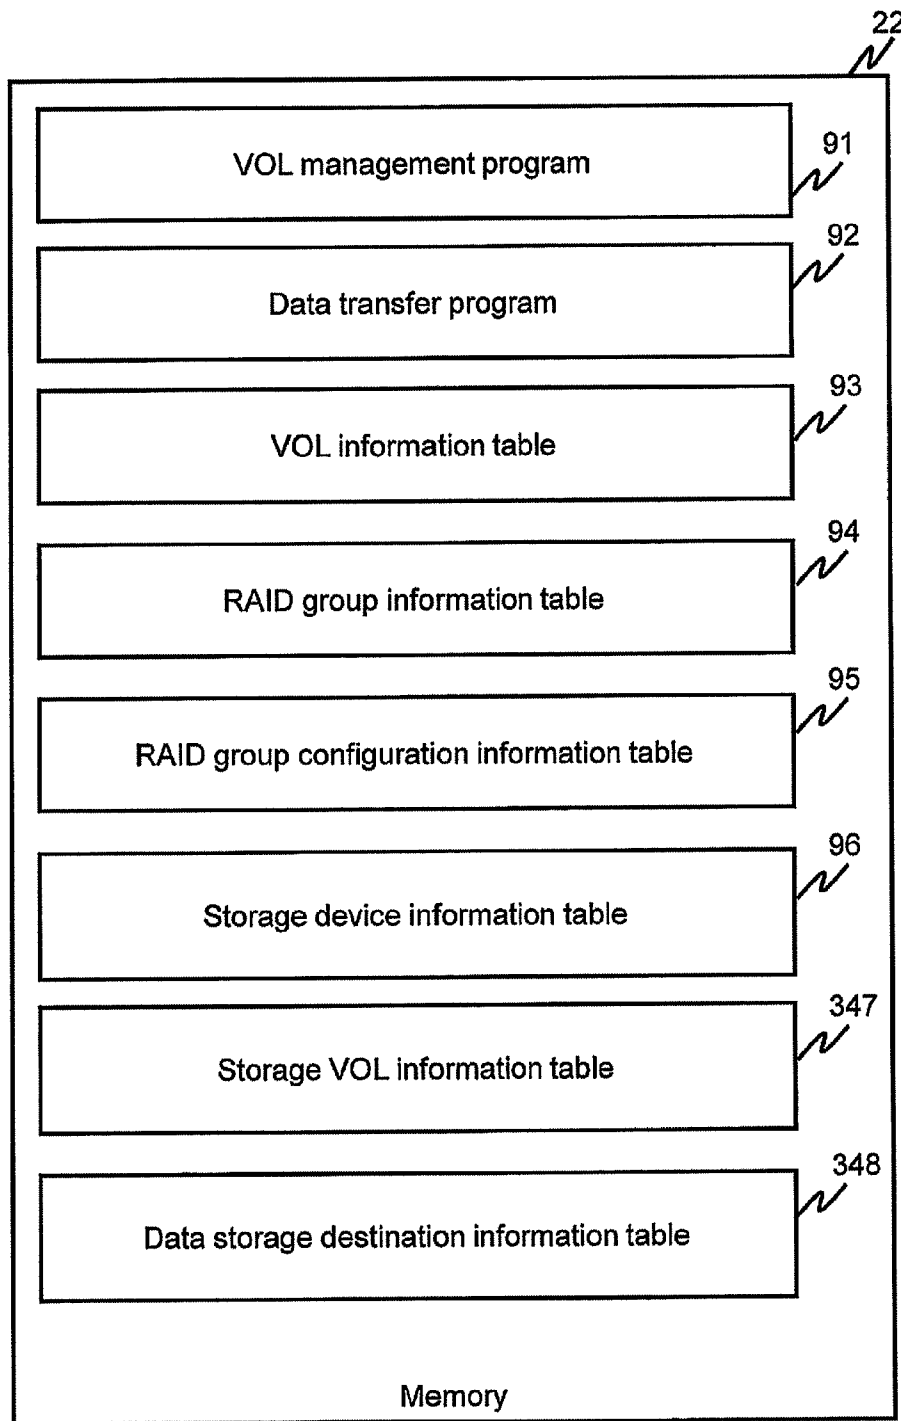 22
VOL management program
91
Data transfer program
92
VOL information table
93
RAID group information table
94
RAID group configuration information table
95
Storage device information table
96
Storage VOL information table
347
Data storage destination information table
348
Memory